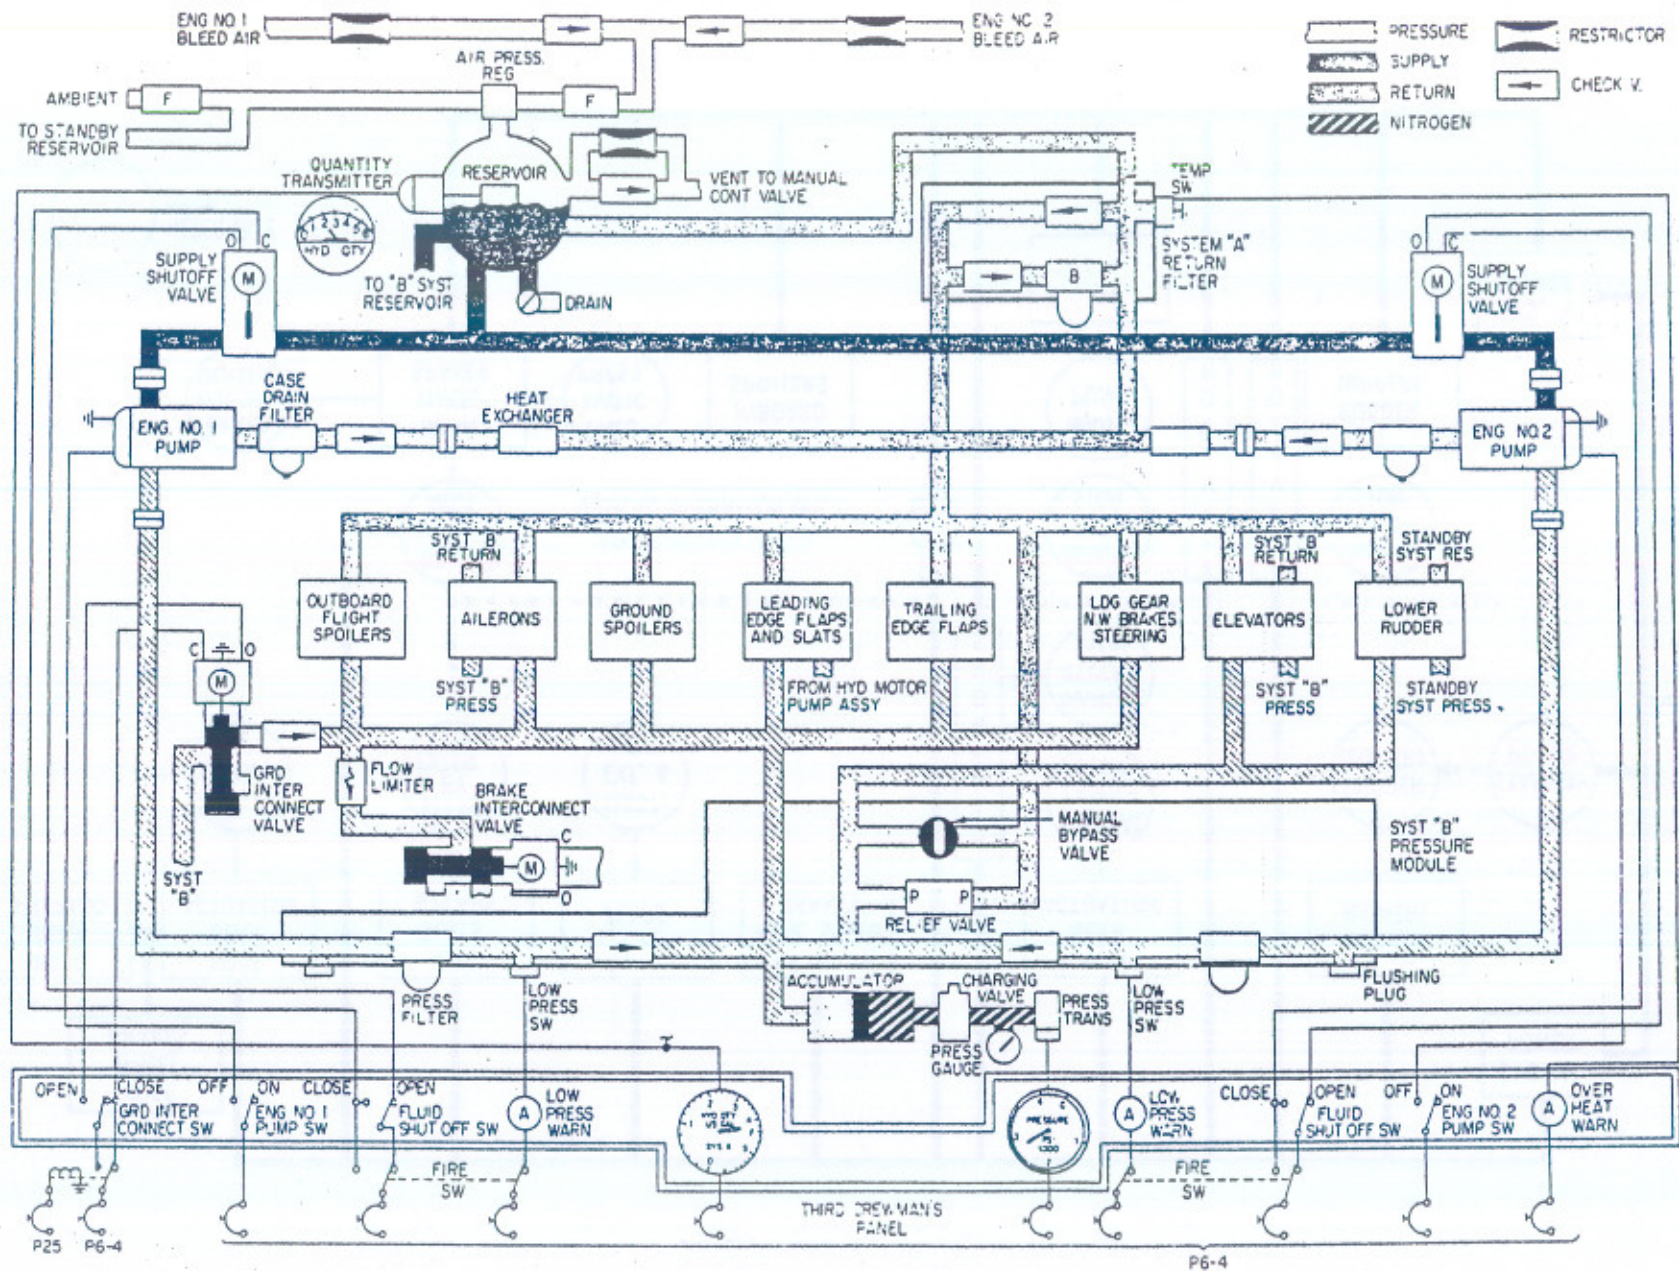 ENG NO. 1
BLEED AIR
ENG NO. 2
BLEED AIR
PRESSURE
SUPPLY
RETURN
NITROGEN
RESTRICTOR
CHECK V.
AIR PRESS.
REG
AMBIENT
F
F
TO STANDBY
RESERVOIR
QUANTITY
TRANSMITTER
RESERVOIR
VENT TO MANUAL
CONT VALVE
TEMP
SW
HYD QTY
O C
SUPPLY
SHUTOFF
VALVE
M
TO "B" SYST
RESERVOIR
DRAIN
B
SYSTEM "A"
RETURN
FILTER
O C
M
SUPPLY
SHUTOFF
VALVE
ENG. NO. 1
PUMP
CASE
DRAIN
FILTER
HEAT
EXCHANGER
ENG NO.2
PUMP
SYST "B"
RETURN
SYST "B"
RETURN
STANDBY
SYST RES
OUTBOARD
FLIGHT
SPOILERS
AILERONS
GROUND
SPOILERS
LEADING
EDGE FLAPS
AND SLATS
TRAILING
EDGE FLAPS
LDG GEAR
N.W BRAKES
STEERING
ELEVATORS
LOWER
RUDDER
SYST "B"
PRESS
FROM HYD MOTOR
PUMP ASSY
SYST "B"
PRESS
STANDBY
SYST PRESS
C O
M
GRD
INTER
CONNECT
VALVE
SYST
"B"
FLOW
LIMITER
BRAKE
INTERCONNECT
VALVE
C
M
O
MANUAL
BYPASS
VALVE
P P
RELIEF VALVE
SYST "B"
PRESSURE
MODULE
PRESS
FILTER
LOW
PRESS
SW
ACCUMULATOR
CHARGING
VALVE
PRESS
TRANS
PRESS
GAUGE
LOW
PRESS
SW
FLUSHING
PLUG
OPEN
CLOSE
GRD INTER
CONNECT SW
OFF
ON
ENG NO 1
PUMP SW
CLOSE
OPEN
FLUID
SHUT OFF SW
A
LOW
PRESS
WARN
PRESSURE
A
LOW
PRESS
WARN
CLOSE
OPEN
FLUID
SHUT OFF SW
OFF
ON
ENG NO. 2
PUMP SW
A
OVER
HEAT
WARN
FIRE
SW
FIRE
SW
THIRD CREWMAN'S
PANEL
P25
P6-4
P6-4